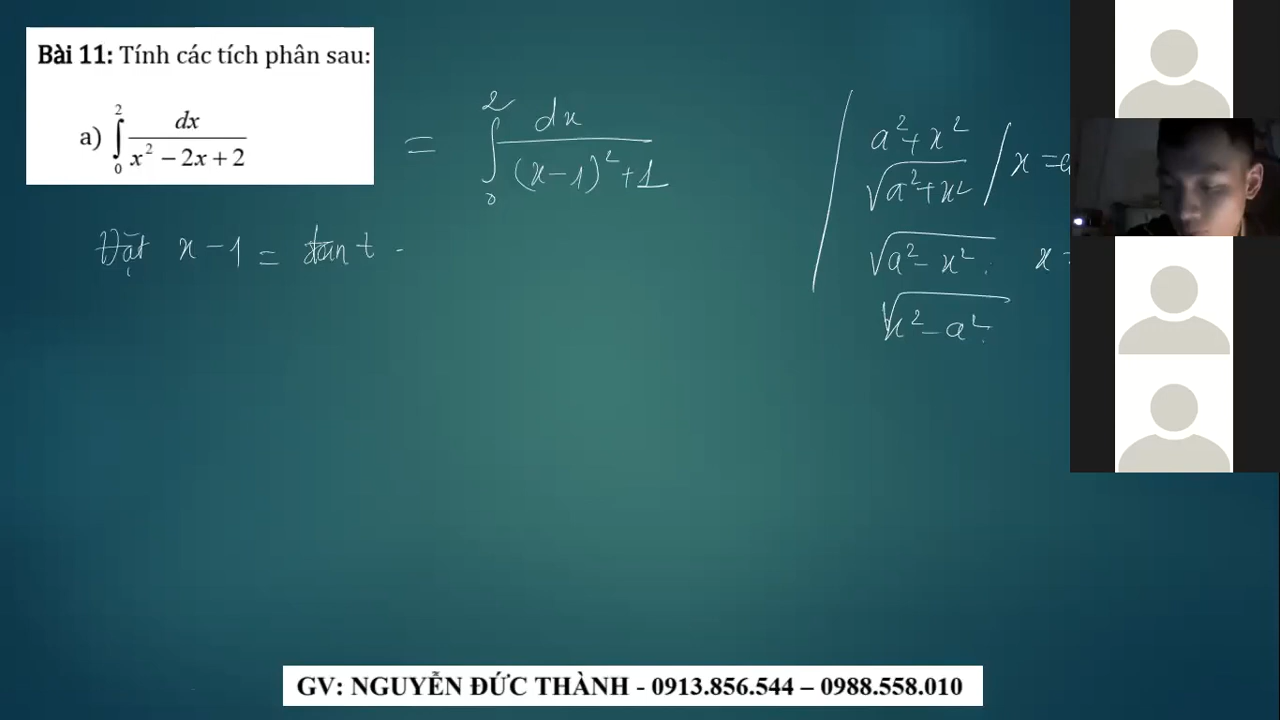 Bài 11: Tính các tích phân sau:
a) ∫₀² dx / (x² − 2x + 2)
= ∫₀² dx / ((x−1)² + 1)
Đặt x − 1 = tan t
a² + x²
√(a² + x²) / x = a
√(a² − x²) . x =
√(x² − a²)
GV: NGUYỄN ĐỨC THÀNH - 0913.856.544 – 0988.558.010